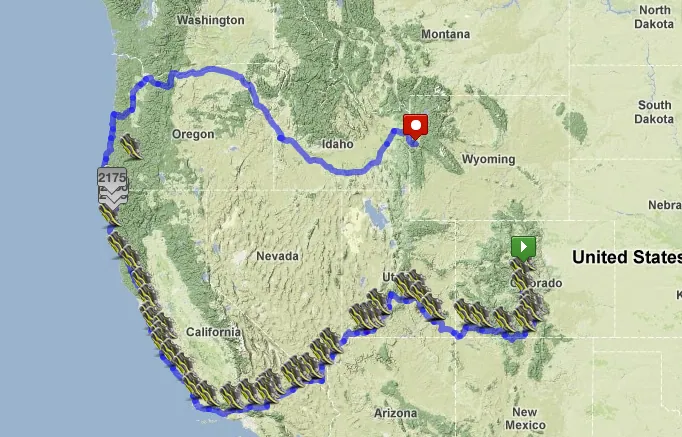 Washington
North
Dakota
Montana
South
Dakota
Oregon
Idaho
Wyoming
2175
Nebra
Nevada
United States
Ut
Colorado
K
California
Arizona
New
Mexico